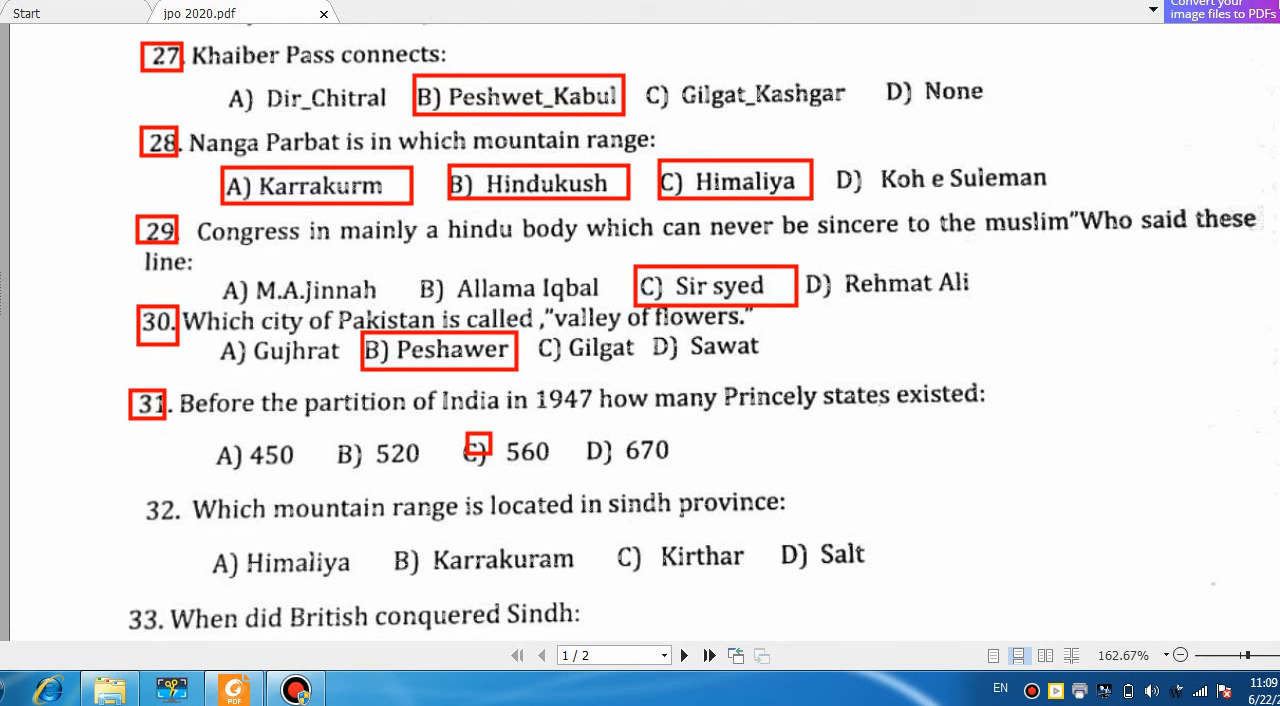 Start
jpo 2020.pdf
Convert your
image files to PDFs
27. Khaiber Pass connects:
A) Dir_Chitral B) Peshwet_Kabul C) Gilgat_Kashgar D) None
28. Nanga Parbat is in which mountain range:
A) Karrakurm B) Hindukush C) Himaliya D) Koh e Suleman
29. Congress in mainly a hindu body which can never be sincere to the muslim"Who said these
line:
A) M.A.Jinnah B) Allama Iqbal C) Sir syed D) Rehmat Ali
30. Which city of Pakistan is called ,"valley of flowers."
A) Gujhrat B) Peshawer C) Gilgat D) Sawat
31. Before the partition of India in 1947 how many Princely states existed:
A) 450 B) 520 C) 560 D) 670
32. Which mountain range is located in sindh province:
A) Himaliya B) Karrakuram C) Kirthar D) Salt
33. When did British conquered Sindh:
1 / 2
162.67%
PDF
EN
11:09